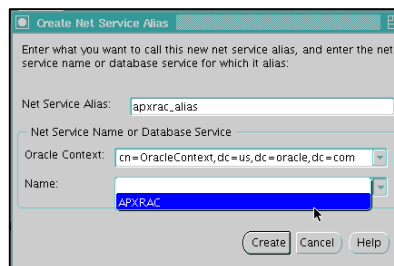 Create Net Service Alias
Enter what you want to call this new net service alias, and enter the net
service name or database service for which it alias:
Net Service Alias: apxrac_alias
Net Service Name or Database Service
Oracle Context: cn=OracleContext,dc=us,dc=oracle,dc=com
Name:
APXRAC
Create Cancel Help